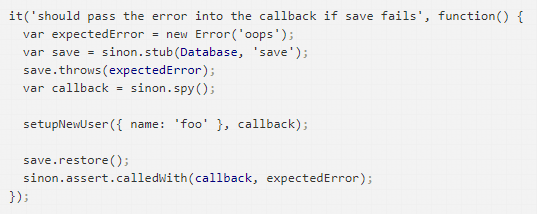 it('should pass the error into the callback if save fails', function() {
  var expectedError = new Error('oops');
  var save = sinon.stub(Database, 'save');
  save.throws(expectedError);
  var callback = sinon.spy();

  setupNewUser({ name: 'foo' }, callback);

  save.restore();
  sinon.assert.calledWith(callback, expectedError);
});